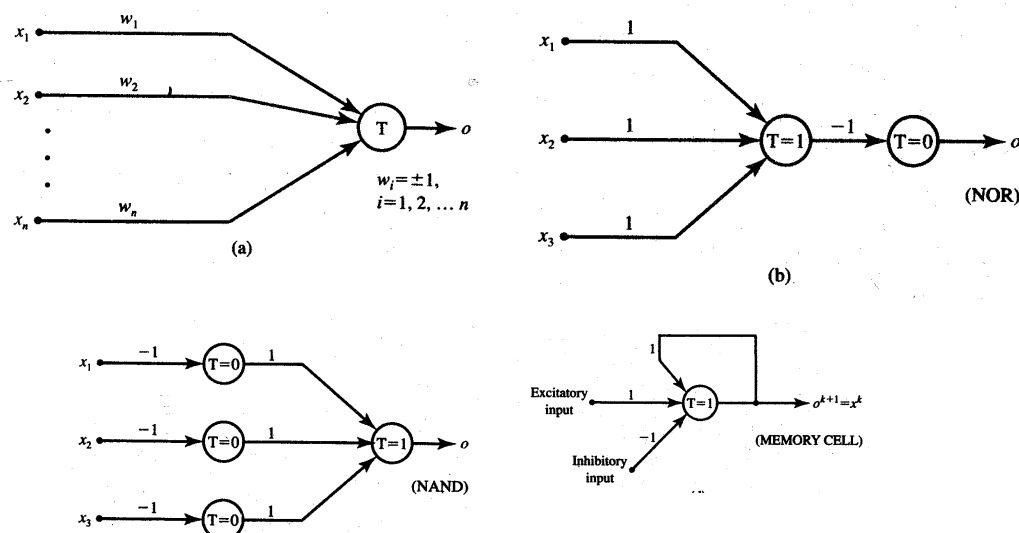 x₁ w₁
x₂ w₂
xₙ wₙ
T
o
wᵢ = ±1,
i = 1, 2, … n
(a)
x₁ 1
x₂ 1
x₃ 1
T=1
−1
T=0
o
(NOR)
(b)
x₁ −1 T=0 1
x₂ −1 T=0 1
x₃ −1 T=0 1
T=1
o
(NAND)
1
Excitatory
input
1
T=1
oᵏ⁺¹=xᵏ
−1
(MEMORY CELL)
Inhibitory
input